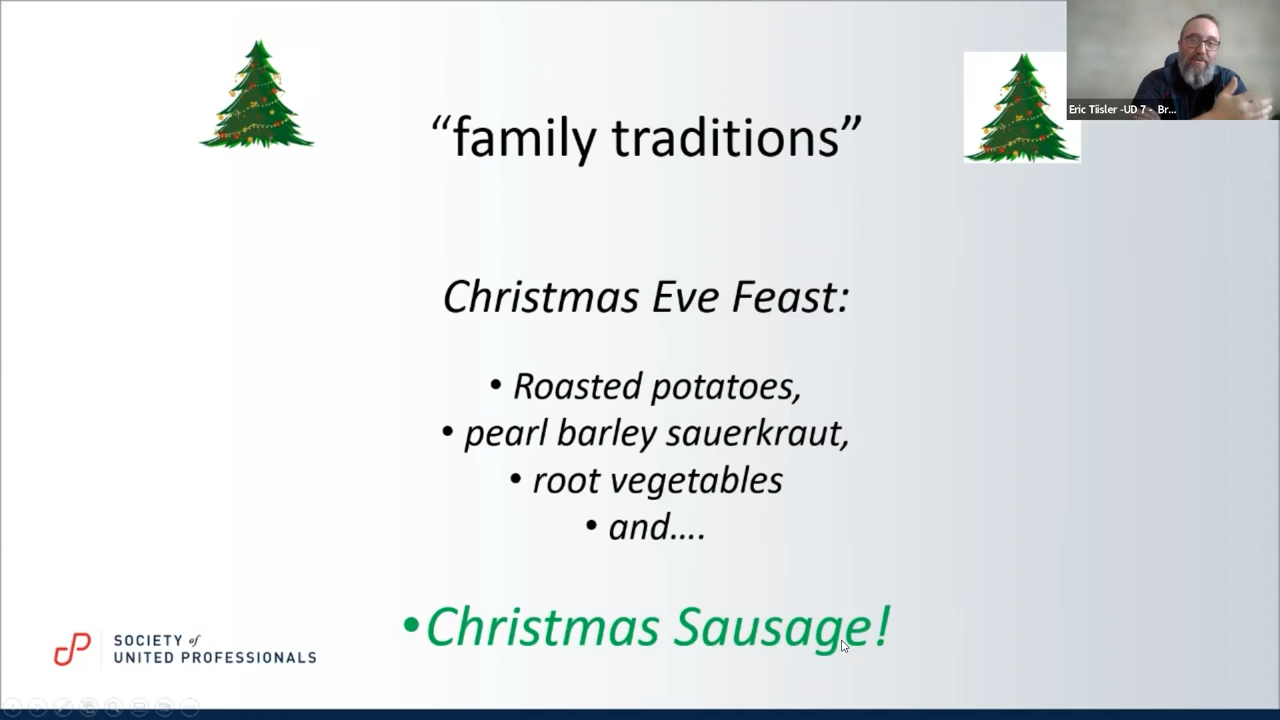 Eric Tiisler -UD 7 - Br...
“family traditions”
Christmas Eve Feast:
• Roasted potatoes,
• pearl barley sauerkraut,
• root vegetables
• and....
•Christmas Sausage!
SOCIETY of
UNITED PROFESSIONALS